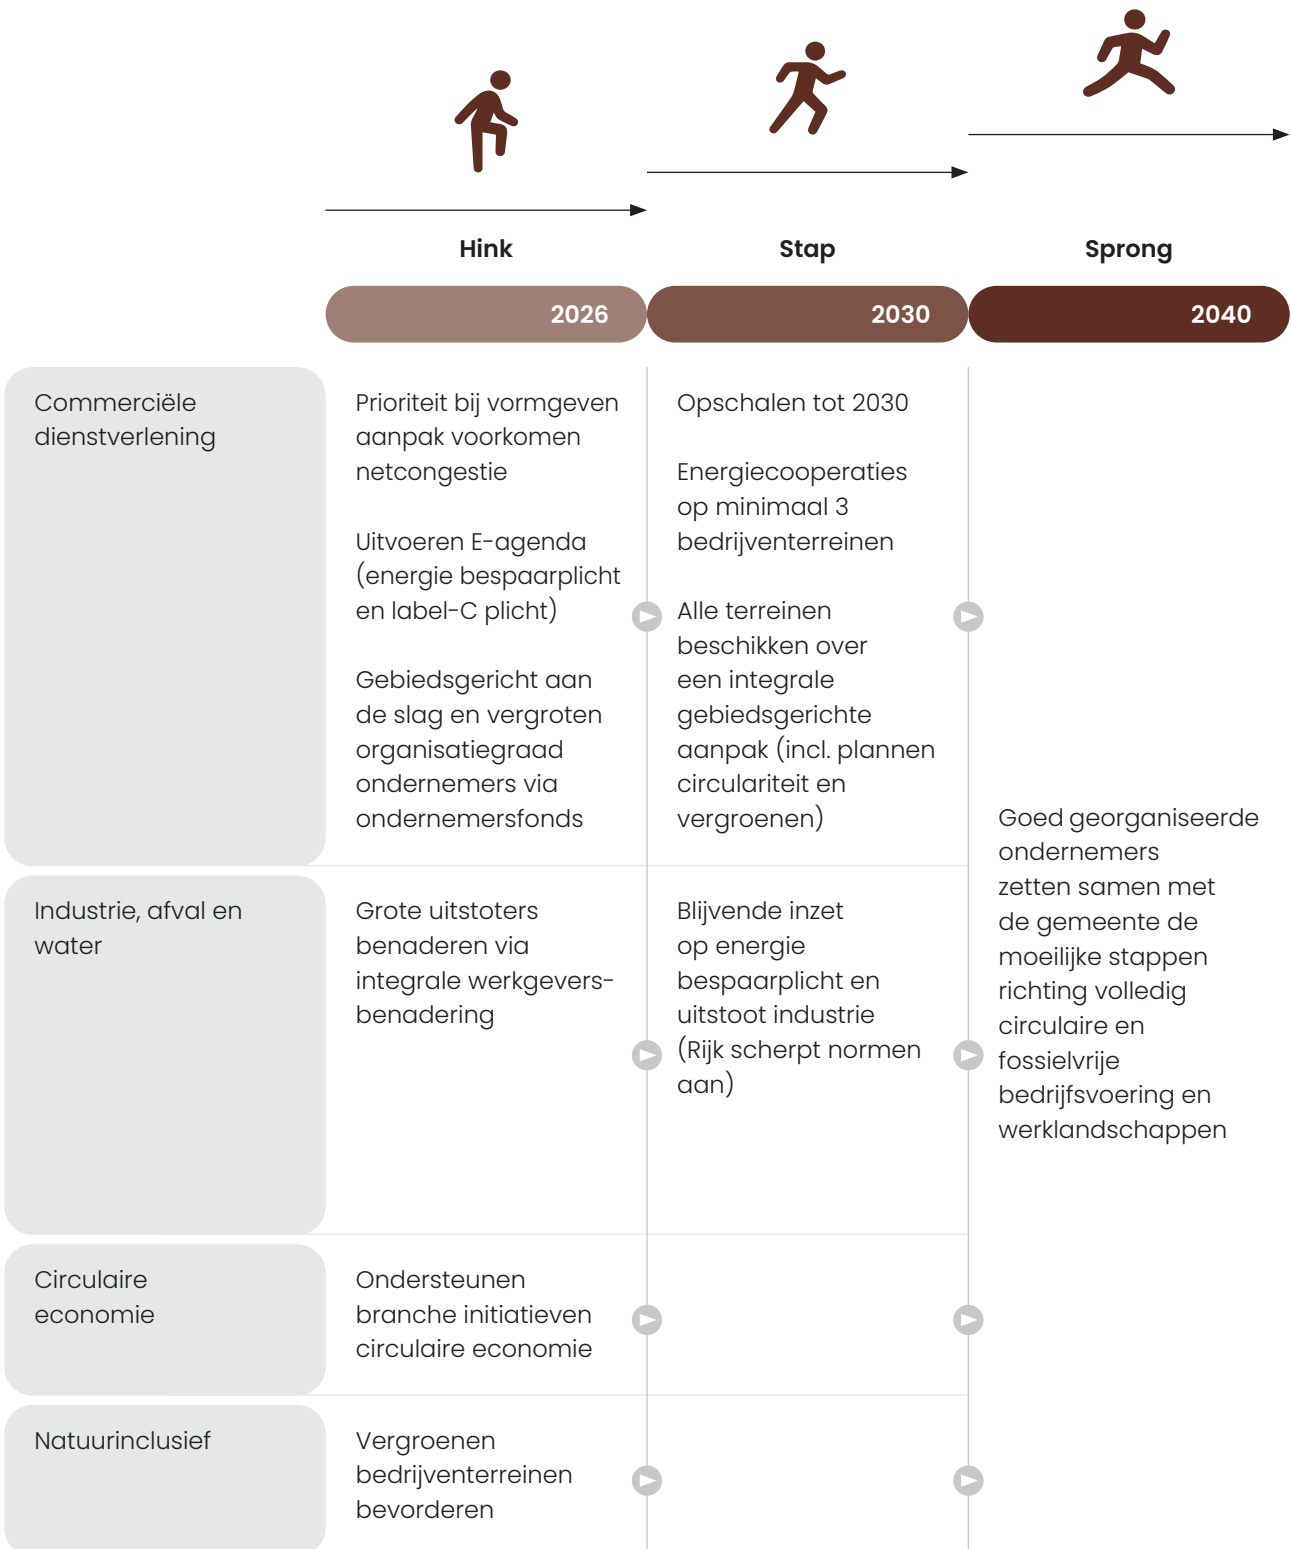 Hink
Stap
Sprong
2026
2030
2040
Commerciële
dienstverlening
Prioriteit bij vormgeven
aanpak voorkomen
netcongestie
Uitvoeren E-agenda
(energie bespaarplicht
en label-C plicht)
Gebiedsgericht aan
de slag en vergroten
organisatiegraad
ondernemers via
ondernemersfonds
Opschalen tot 2030
Energiecooperaties
op minimaal 3
bedrijventerreinen
Alle terreinen
beschikken over
een integrale
gebiedsgerichte
aanpak (incl. plannen
circulariteit en
vergroenen)
Industrie, afval en
water
Grote uitstoters
benaderen via
integrale werkgevers-
benadering
Blijvende inzet
op energie
bespaarplicht en
uitstoot industrie
(Rijk scherpt normen
aan)
Circulaire
economie
Ondersteunen
branche initiatieven
circulaire economie
Natuurinclusief
Vergroenen
bedrijventerreinen
bevorderen
Goed georganiseerde
ondernemers
zetten samen met
de gemeente de
moeilijke stappen
richting volledig
circulaire en
fossielvrije
bedrijfsvoering en
werklandschappen